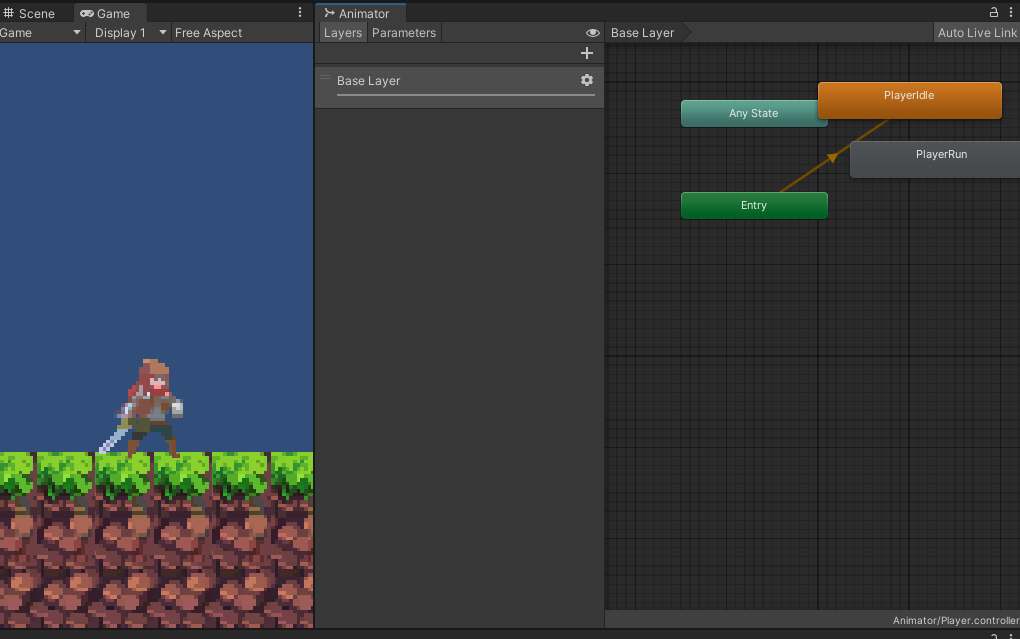 Scene
Game
Animator
Game
Display 1
Free Aspect
Layers
Parameters
Base Layer
Auto Live Link
Base Layer
PlayerIdle
Any State
PlayerRun
Entry
Animator/Player.controller